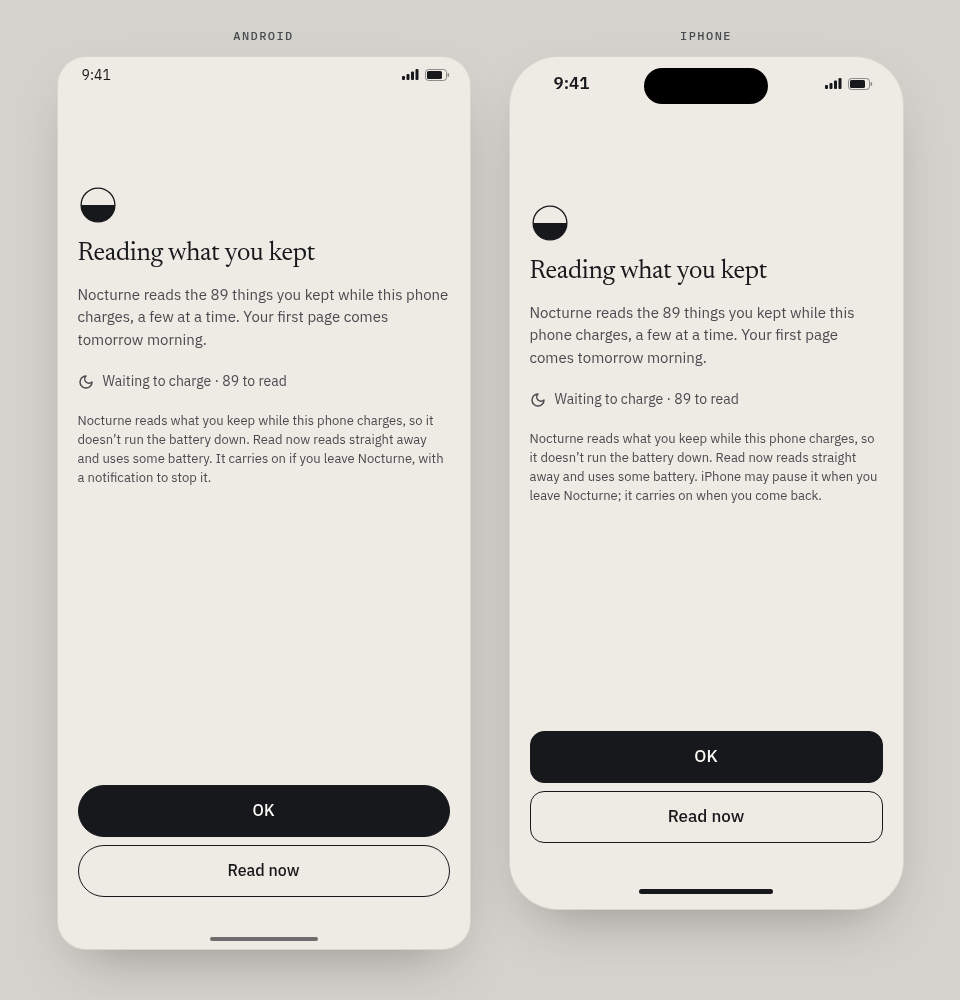 ANDROID
9:41
Reading what you kept
Nocturne reads the 89 things you kept while this phone
charges, a few at a time. Your first page comes
tomorrow morning.
Waiting to charge · 89 to read
Nocturne reads what you keep while this phone charges, so it
doesn’t run the battery down. Read now reads straight away
and uses some battery. It carries on if you leave Nocturne, with
a notification to stop it.
OK
Read now
IPHONE
9:41
Reading what you kept
Nocturne reads the 89 things you kept while this
phone charges, a few at a time. Your first page
comes tomorrow morning.
Waiting to charge · 89 to read
Nocturne reads what you keep while this phone charges, so
it doesn’t run the battery down. Read now reads straight
away and uses some battery. iPhone may pause it when you
leave Nocturne; it carries on when you come back.
OK
Read now